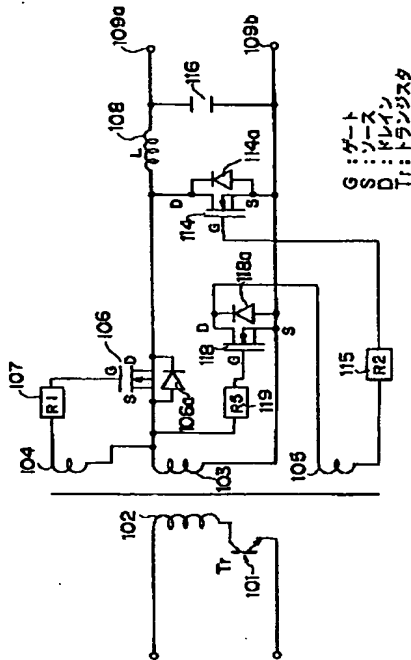 109a
109b
108
116
L
114a
D
G
S
114
106
107
R1
G
S
D
106a
118a
D
G
S
118
R5
119
115
R2
104
103
105
102
Tr
101
G : ゲート
S : ソース
D : ドレイン
Tr : トランジスタ